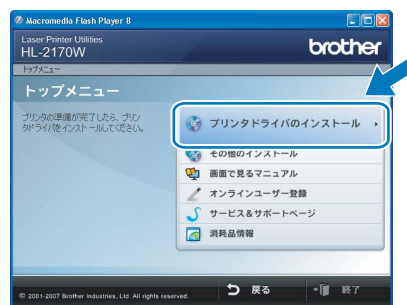 Macromedia Flash Player 8
Laser Printer Utilities
HL-2170W
brother
トップメニュー
トップメニュー
プリンタの準備が完了したら、プリン
タドライバをインストールしてください。
プリンタドライバのインストール
その他のインストール
画面で見るマニュアル
オンラインユーザー登録
サービス&サポートページ
消耗品情報
© 2001-2007 Brother Industries, Ltd. All rights reserved.
戻る
終了